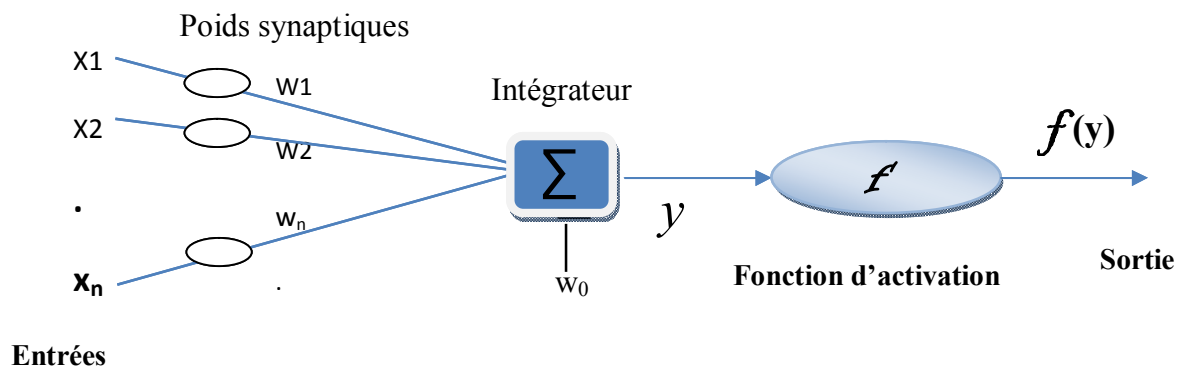 Poids synaptiques
X1
W1
Intégrateur
X2
W2
∑
f
f(y)
.
wn
y
xn
.
w0
Fonction d’activation
Sortie
Entrées